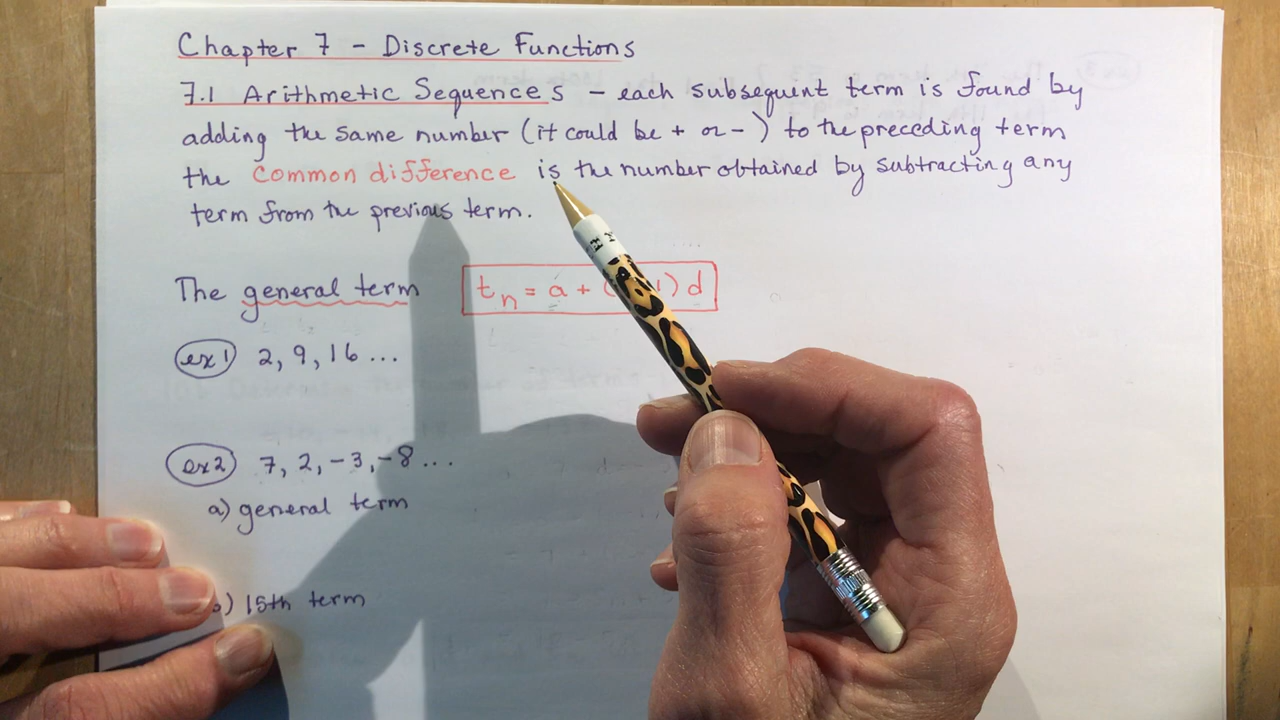 Chapter 7 - Discrete Functions
7.1 Arithmetic Sequences - each subsequent term is found by
adding the same number (it could be + or - ) to the preceding term
the common difference is the number obtained by subtracting any
term from the previous term.
The general term tn = a + ( 1) d
ex1 2, 9, 16 ...
ex2 7, 2, -3, -8 ...
a) general term
b) 15th term